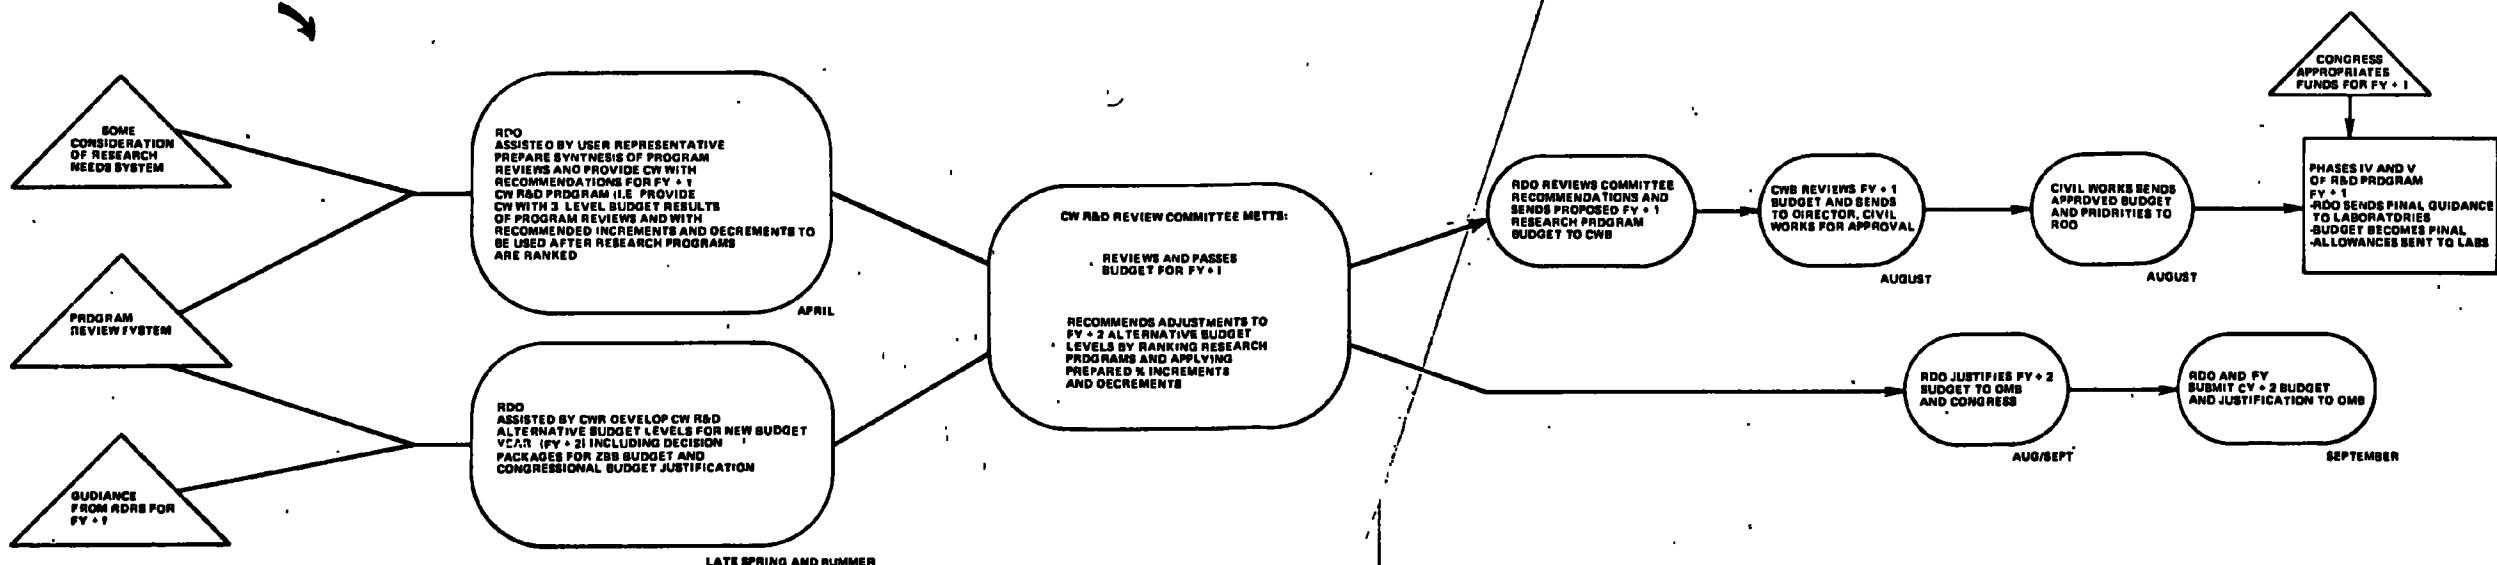 SOME
CONSIDERATION
OF RESEARCH
NEEDS SYSTEM
PROGRAM
REVIEW FYSTEM
GUDIANCE
FROM RDRS FOR
FY + 1
RDO
ASSISTED BY USER REPRESENTATIVE
PREPARE SYNTNESIS OF PROGRAM
REVIEWS AND PROVIDE CW WITH
RECOMMENDATIONS FOR FY + 1
CW R&D PROGRAM (I.E. PROVIDE
CW WITH 3 LEVEL BUDGET RESULTS
OF PROGRAM REVIEWS AND WITH
RECOMMENDED INCREMENTS AND DECREMENTS TO
BE USED AFTER RESEARCH PROGRAMS
ARE RANKED
APRIL
RDO
ASSISTED BY CWR DEVELOP CW R&D
ALTERNATIVE BUDGET LEVELS FOR NEW BUDGET
YEAR (FY + 2) INCLUDING DECISION
PACKAGES FOR ZBB BUDGET AND
CONGRESSIONAL BUDGET JUSTIFICATION
LATE SPRING AND RUMMER
CW R&D REVIEW COMMITTEE METTS:
REVIEWS AND PASSES
BUDGET FOR FY + 1
RECOMMENDS ADJUSTMENTS TO
FY + 2 ALTERNATIVE BUDGET
LEVELS BY RANKING RESEARCH
PROGRAMS AND APPLYING
PREPARED % INCREMENTS
AND DECREMENTS
RDO REVIEWS COMMITTEE
RECOMMENDATIONS AND
SENDS PROPOSED FY + 1
RESEARCH PROGRAM
BUDGET TO CWB
CWB REVIEWS FY + 1
BUDGET AND SENDS
TO DIRECTOR, CIVIL
WORKS FOR APPROVAL
AUGUST
CIVIL WORKS SENDS
APPROVED BUDGET
AND PRIORITIES TO
RDO
AUGUST
CONGRESS
APPROPRIATES
FUNDS FOR FY + 1
PHASES IV AND V
OF R&D PROGRAM
FY + 1
-RDO SENDS FINAL GUIDANCE
TO LABORATORIES
-BUDGET BECOMES FINAL
-ALLOWANCES SENT TO LABS
RDO JUSTIFIES FY + 2
BUDGET TO OMB
AND CONGRESS
AUG/SEPT
RDO AND FY
SUBMIT CY + 2 BUDGET
AND JUSTIFICATION TO OMB
SEPTEMBER